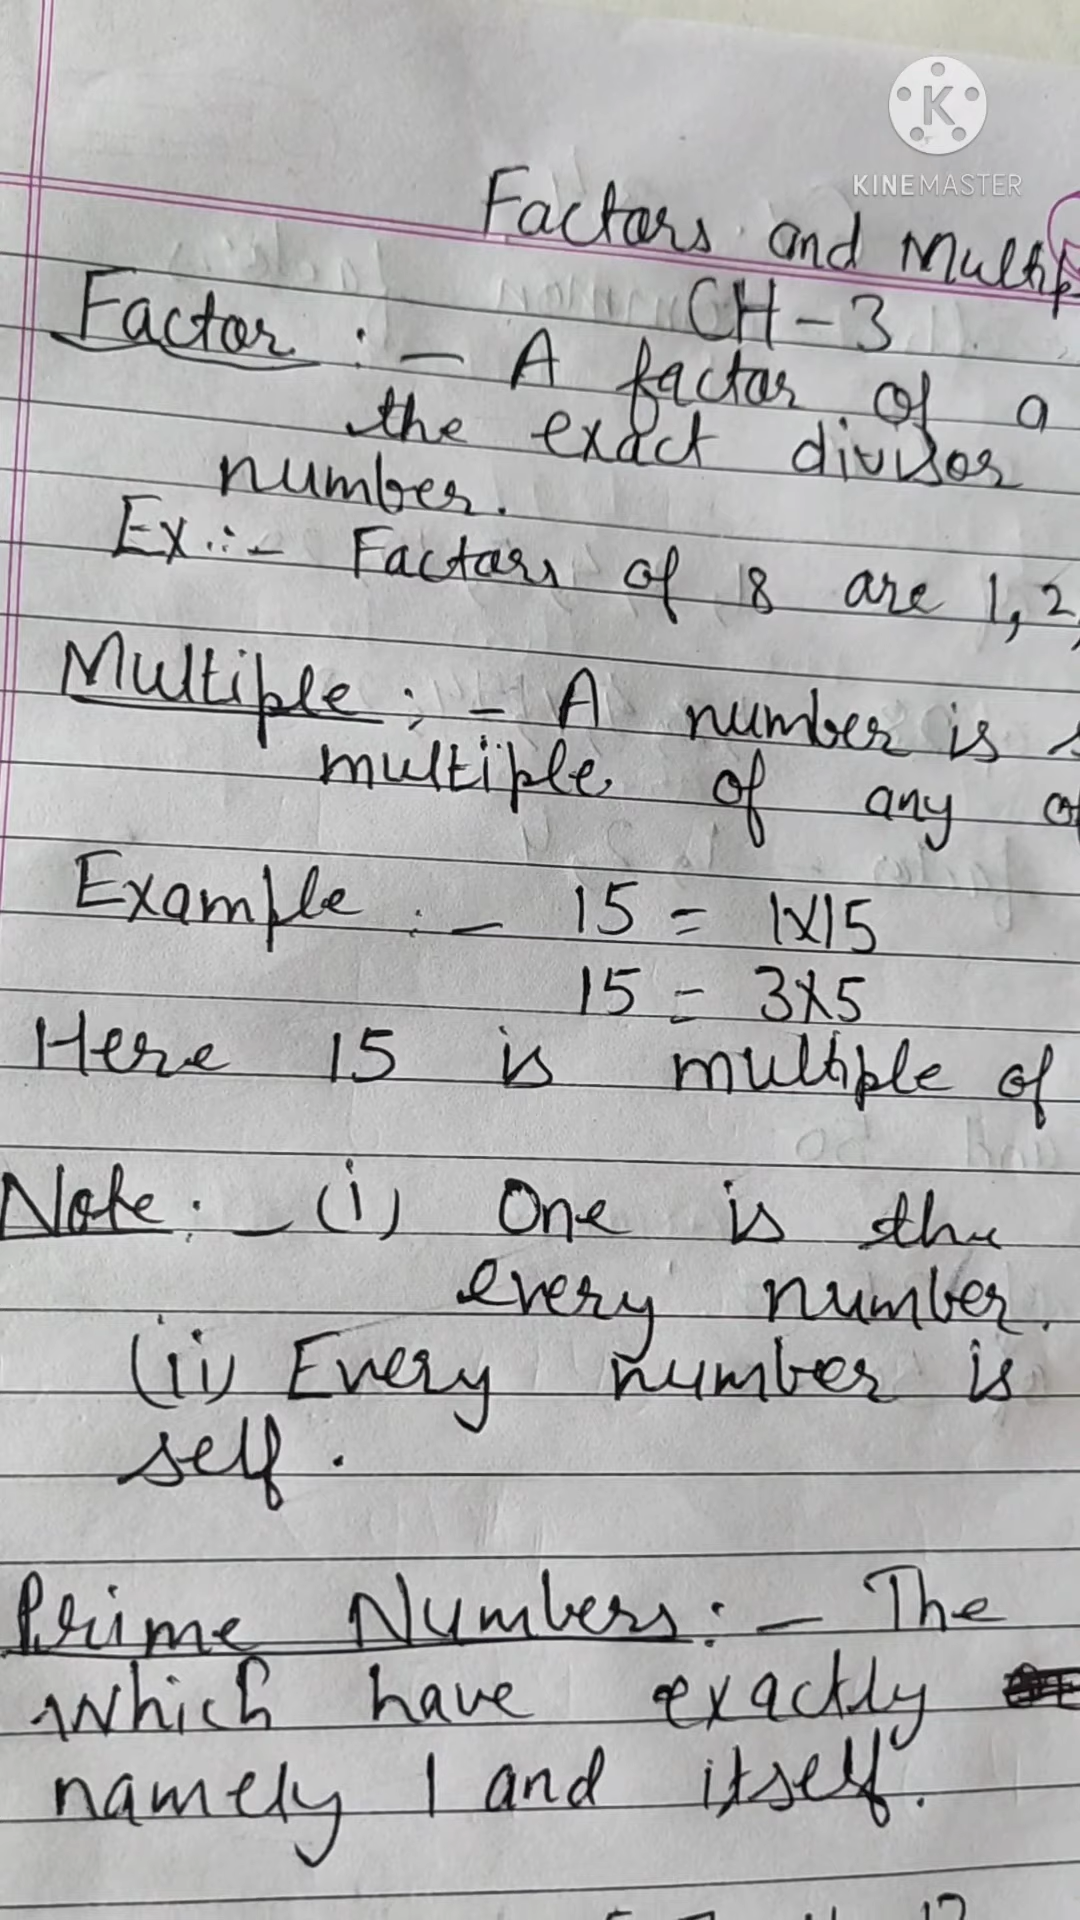 KINEMASTER
Factors and Multip
CH-3
Factor :- A factor of a
the exact divisor
number.
Ex.:- Factors of 8 are 1, 2,
Multiple :- A number is
multiple of any
Example :- 15 = 1×15
15 = 3×5
Here 15 is multiple of
Note :- (i) One is the
every number.
(ii) Every number is
self.
Prime Numbers :- The
which have exactly
namely 1 and itself.